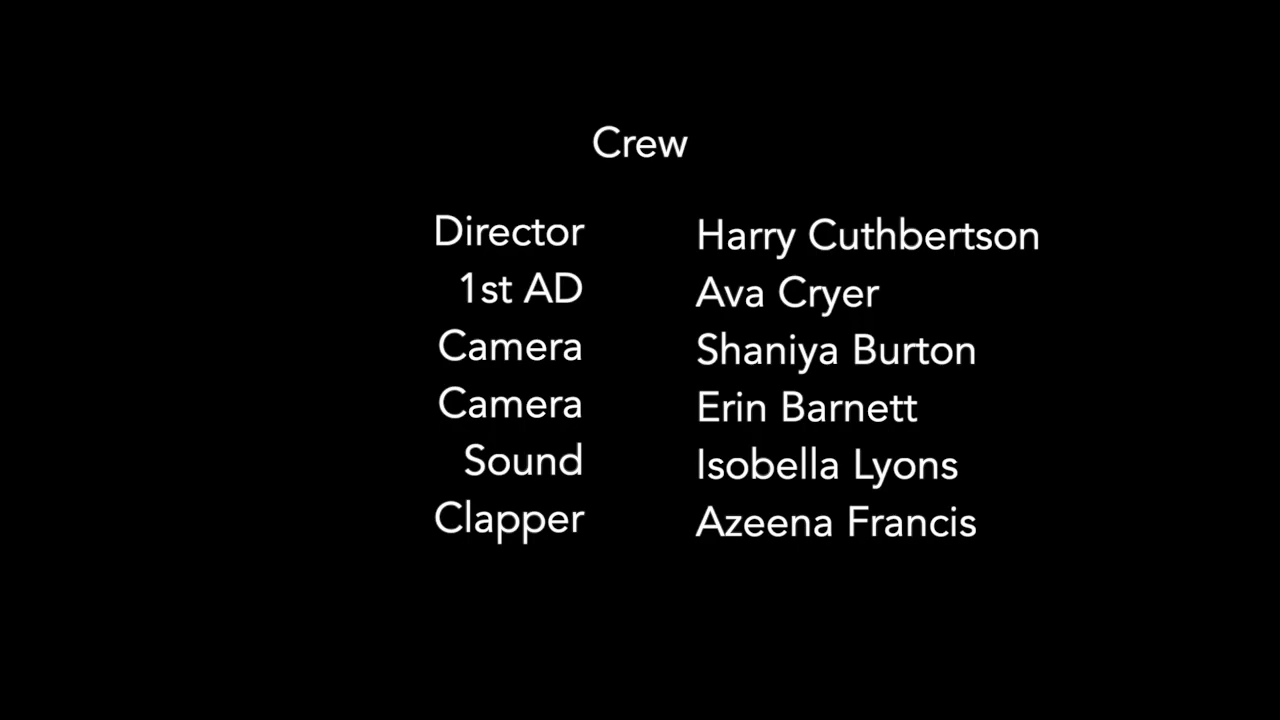 Crew
Director Harry Cuthbertson
1st AD Ava Cryer
Camera Shaniya Burton
Camera Erin Barnett
Sound Isobella Lyons
Clapper Azeena Francis